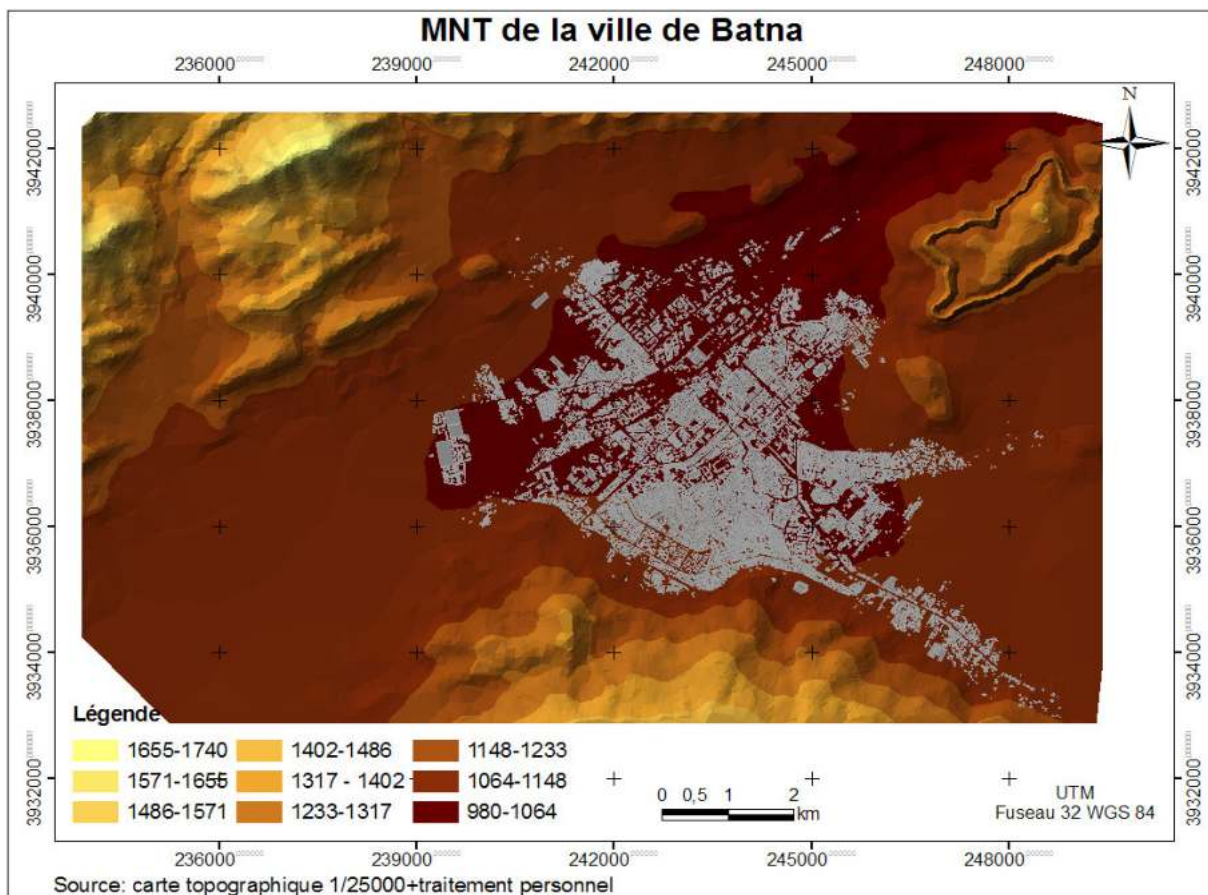 MNT de la ville de Batna
236000 239000 242000 245000 248000
N
3942000 3942000
3940000 3940000
3938000 3938000
3936000 3936000
3934000 3934000
3932000 3932000
Légende
1655-1740 1402-1486 1148-1233
1571-1655 1317 - 1402 1064-1148
1486-1571 1233-1317 980-1064
0 0,5 1 2
km
UTM
Fuseau 32 WGS 84
236000 239000 242000 245000 248000
Source: carte topographique 1/25000+traitement personnel